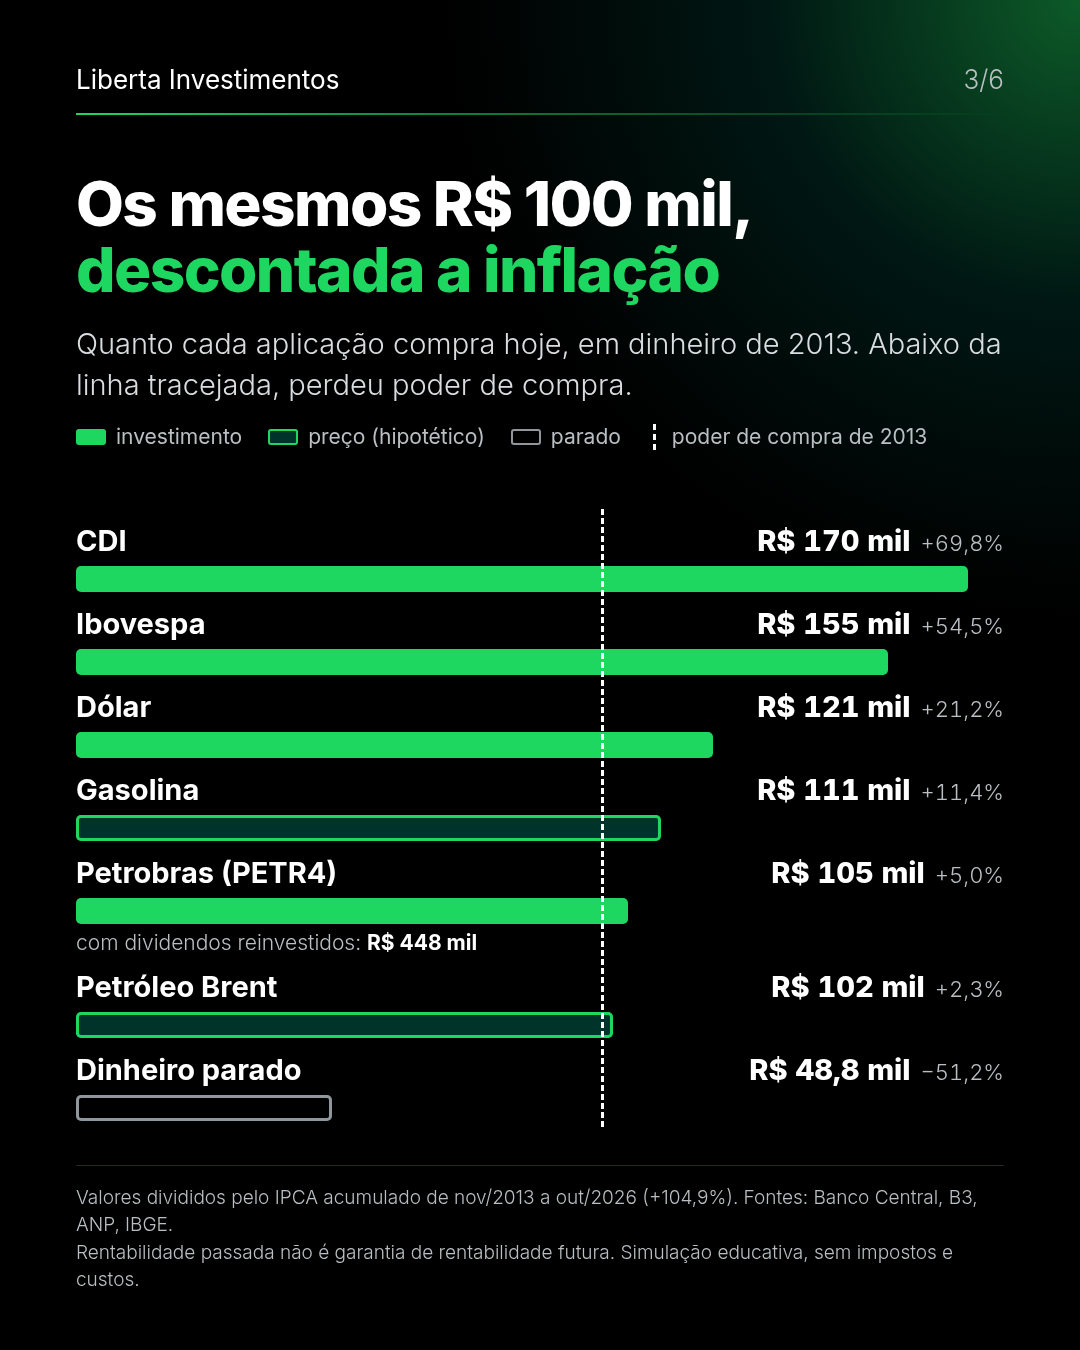 Liberta Investimentos
3/6
Os mesmos R$ 100 mil,
descontada a inflação
Quanto cada aplicação compra hoje, em dinheiro de 2013. Abaixo da
linha tracejada, perdeu poder de compra.
investimento preço (hipotético) parado poder de compra de 2013
CDI R$ 170 mil +69,8%
Ibovespa R$ 155 mil +54,5%
Dólar R$ 121 mil +21,2%
Gasolina R$ 111 mil +11,4%
Petrobras (PETR4) R$ 105 mil +5,0%
com dividendos reinvestidos: R$ 448 mil
Petróleo Brent R$ 102 mil +2,3%
Dinheiro parado R$ 48,8 mil −51,2%
Valores divididos pelo IPCA acumulado de nov/2013 a out/2026 (+104,9%). Fontes: Banco Central, B3,
ANP, IBGE.
Rentabilidade passada não é garantia de rentabilidade futura. Simulação educativa, sem impostos e
custos.